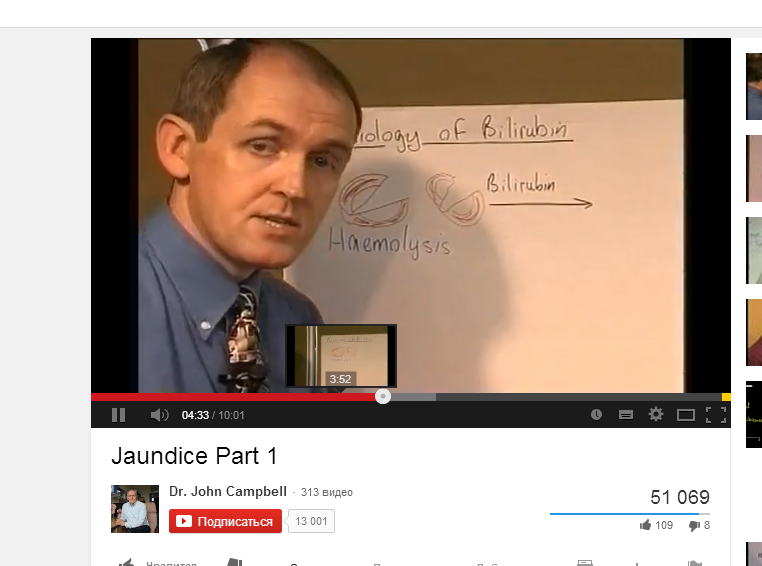 iology of Bilirubin
Bilirubin
Haemolysis
3:52
04:33 / 10:01
Jaundice Part 1
Dr. John Campbell · 313 видео
51 069
Подписаться 13 001
109 8